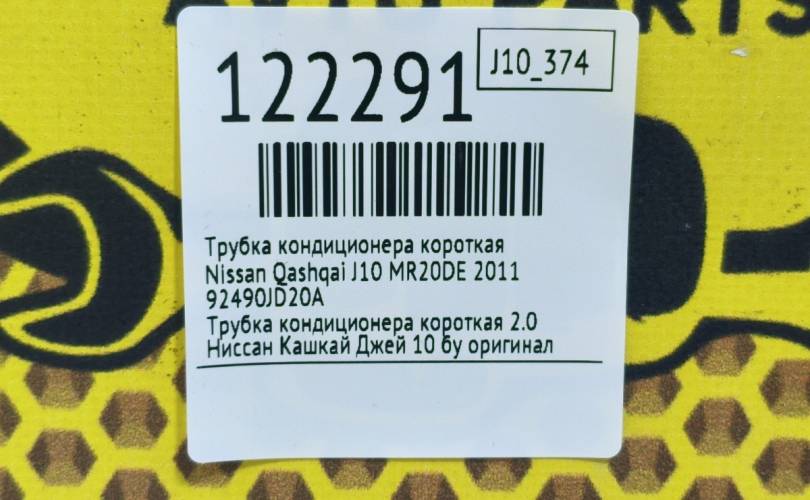 PARTS
122291
J10_374
Трубка кондиционера короткая
Nissan Qashqai J10 MR20DE 2011
92490JD20A
Трубка кондиционера короткая 2.0
Ниссан Кашкай Джей 10 бу оригинал